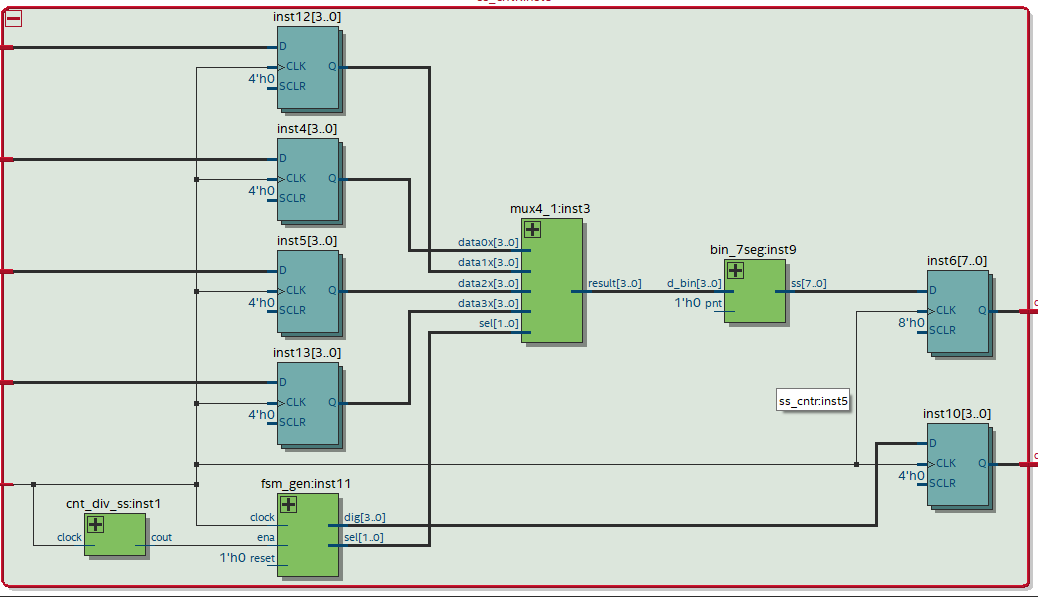 inst12[3..0]
D
CLK
Q
4'h0
SCLR
inst4[3..0]
D
CLK
Q
4'h0
SCLR
mux4_1:inst3
inst5[3..0]
data0x[3..0]
bin_7seg:inst9
inst6[7..0]
D
data1x[3..0]
CLK
Q
data2x[3..0]
result[3..0]
d_bin[3..0]
ss[7..0]
D
4'h0
SCLR
data3x[3..0]
1'h0 pnt
CLK
Q
sel[1..0]
8'h0
SCLR
inst13[3..0]
D
CLK
Q
ss_cntr:inst5
4'h0
SCLR
inst10[3..0]
D
CLK
Q
4'h0
SCLR
fsm_gen:inst11
cnt_div_ss:inst1
clock
dig[3..0]
clock
cout
ena
sel[1..0]
1'h0 reset